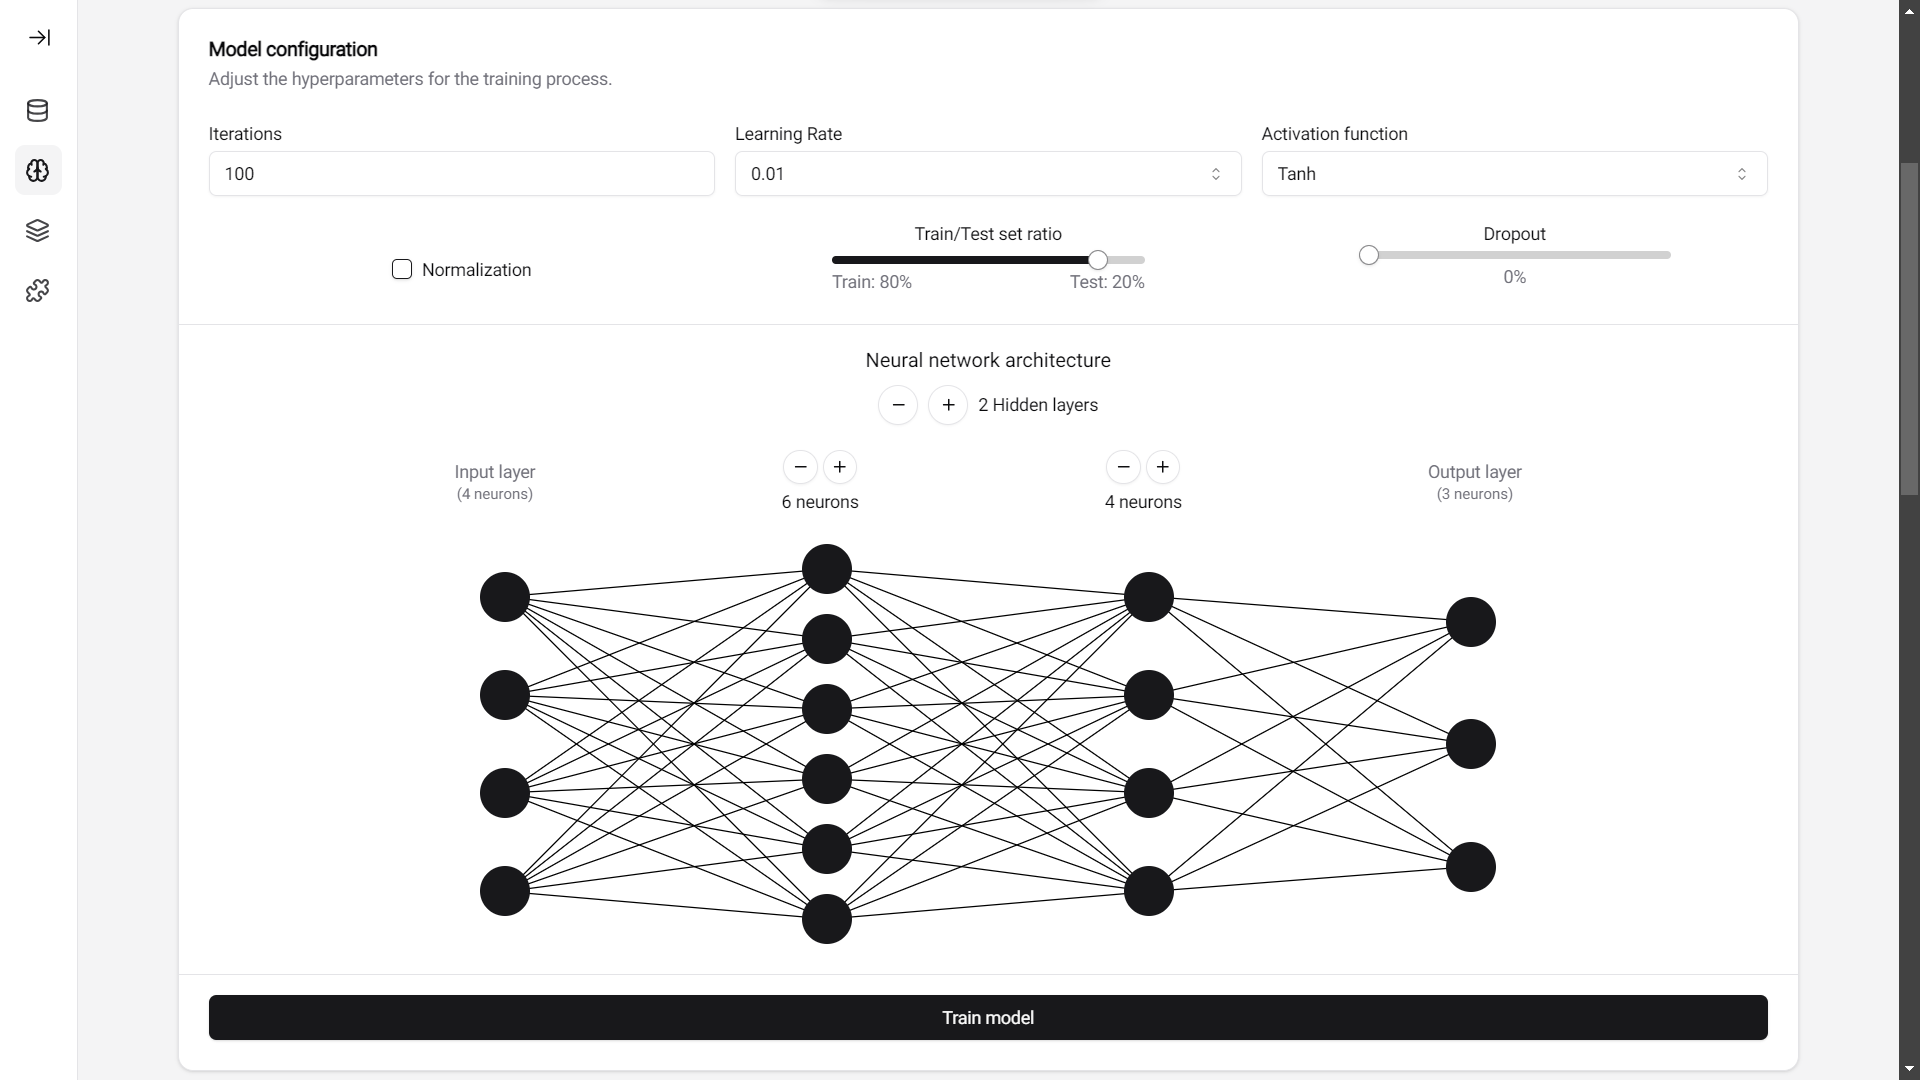 Model configuration
Adjust the hyperparameters for the training process.
Iterations
Learning Rate
Activation function
100
0.01
Tanh
Normalization
Train/Test set ratio
Train: 80%
Test: 20%
Dropout
0%
Neural network architecture
2 Hidden layers
Input layer
(4 neurons)
6 neurons
4 neurons
Output layer
(3 neurons)
Train model